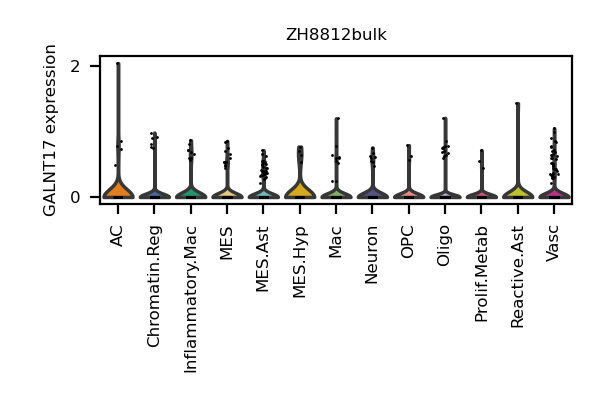 ZH8812bulk
GALNT17 expression
2
0
AC
Chromatin.Reg
Inflammatory.Mac
MES
MES.Ast
MES.Hyp
Mac
Neuron
OPC
Oligo
Prolif.Metab
Reactive.Ast
Vasc